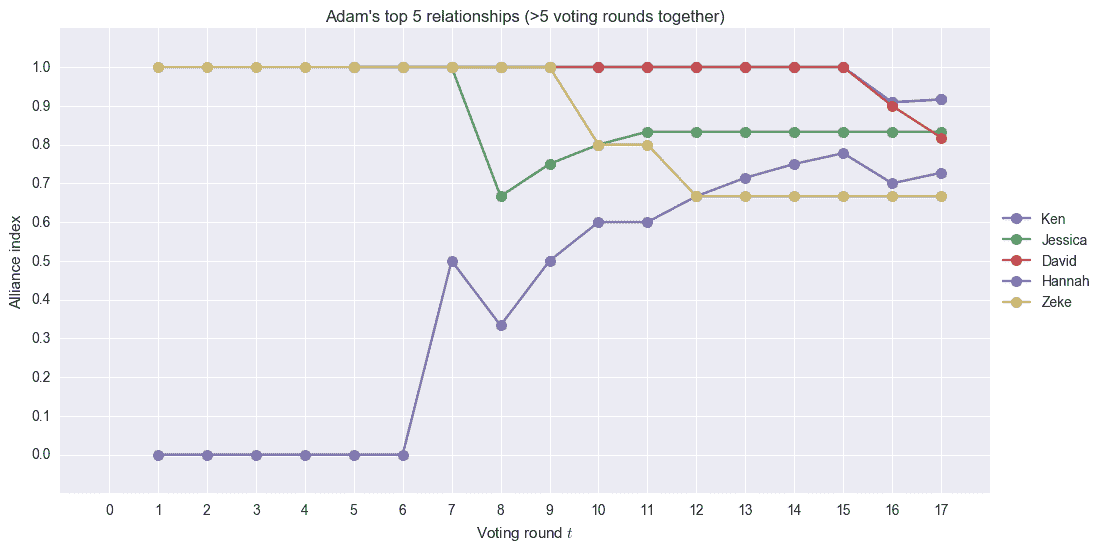 Adam's top 5 relationships (>5 voting rounds together)
1.0
0.9
0.8
0.7
0.6
0.5
0.4
0.3
0.2
0.1
0.0
Alliance index
0 1 2 3 4 5 6 7 8 9 10 11 12 13 14 15 16 17
Voting round t
Ken
Jessica
David
Hannah
Zeke